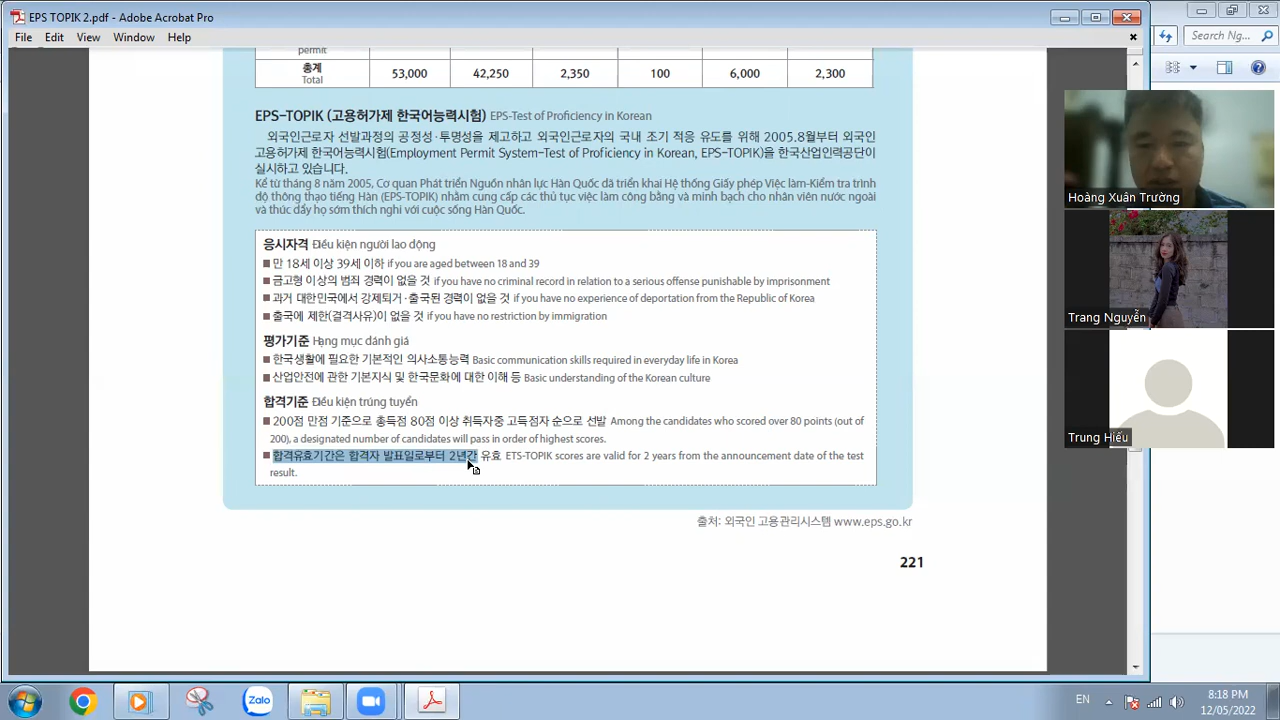 EPS TOPIK 2.pdf - Adobe Acrobat Pro
File Edit View Window Help
Search Ng...
permit
총계 53,000 42,250 2,350 100 6,000 2,300
Total
EPS-TOPIK (고용허가제 한국어능력시험) EPS-Test of Proficiency in Korean
외국인근로자 선발과정의 공정성·투명성을 제고하고 외국인근로자의 국내 조기 적응 유도를 위해 2005.8월부터 외국인
고용허가제 한국어능력시험(Employment Permit System-Test of Proficiency in Korean, EPS-TOPIK)을 한국산업인력공단이
실시하고 있습니다.
Kể từ tháng 8 năm 2005, Cơ quan Phát triển Nguồn nhân lực Hàn Quốc đã triển khai Hệ thống Giấy phép Việc làm-Kiểm tra trình
độ thông thạo tiếng Hàn (EPS-TOPIK) nhằm cung cấp các thủ tục việc làm công bằng và minh bạch cho nhân viên nước ngoài
và thúc đẩy họ sớm thích nghi với cuộc sống Hàn Quốc.
응시자격 Điều kiện người lao động
만 18세 이상 39세 이하 if you are aged between 18 and 39
금고형 이상의 범죄 경력이 없을 것 if you have no criminal record in relation to a serious offense punishable by imprisonment
과거 대한민국에서 강제퇴거·출국된 경력이 없을 것 if you have no experience of deportation from the Republic of Korea
출국에 제한(결격사유)이 없을 것 if you have no restriction by immigration
평가기준 Hạng mục đánh giá
한국생활에 필요한 기본적인 의사소통능력 Basic communication skills required in everyday life in Korea
산업안전에 관한 기본지식 및 한국문화에 대한 이해 등 Basic understanding of the Korean culture
합격기준 Điều kiện trúng tuyển
200점 만점 기준으로 총득점 80점 이상 취득자중 고득점자 순으로 선발 Among the candidates who scored over 80 points (out of
200), a designated number of candidates will pass in order of highest scores.
합격유효기간은 합격자 발표일로부터 2년간 유효 ETS-TOPIK scores are valid for 2 years from the announcement date of the test
result.
출처: 외국인 고용관리시스템 www.eps.go.kr
221
Hoàng Xuân Trường
Trang Nguyễn
Trung Hiếu
Zalo
EN
8:18 PM
12/05/2022